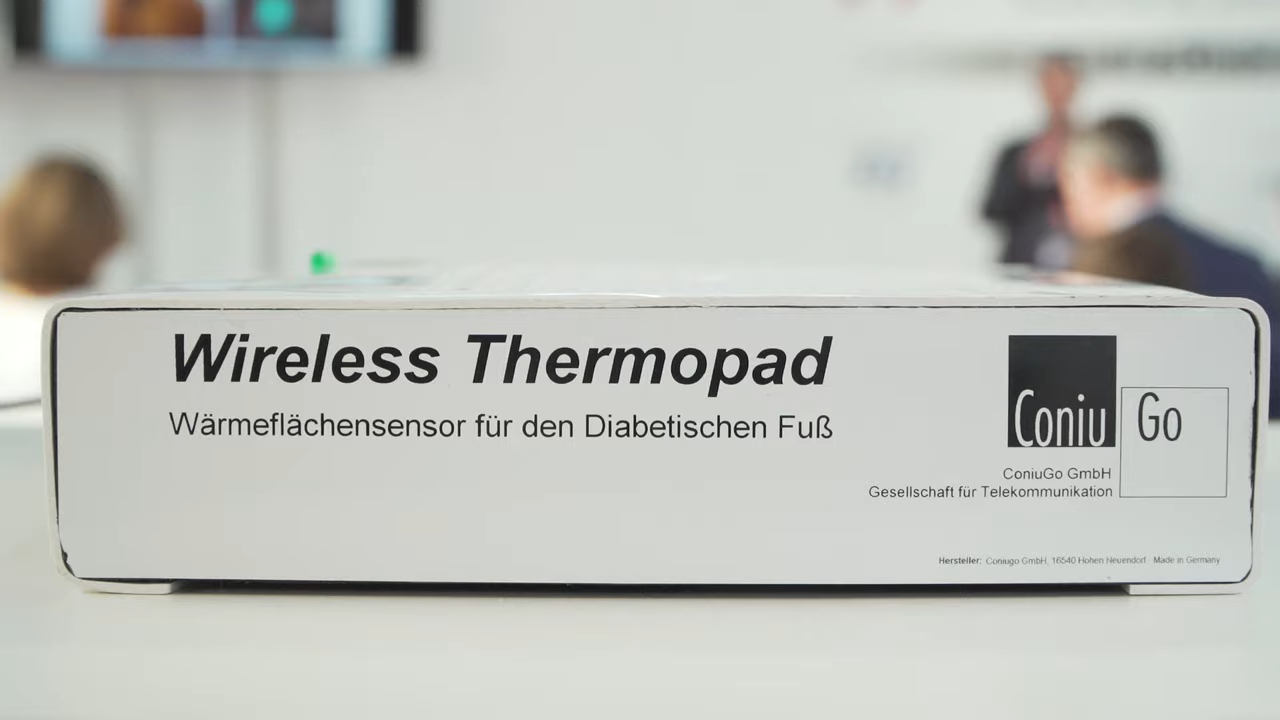 Wireless Thermopad
Wärmeflächensensor für den Diabetischen Fuß
Coniu Go
ConiuGo GmbH
Gesellschaft für Telekommunikation
Hersteller: Coniugo GmbH, 16540 Hohen Neuendorf · Made in Germany